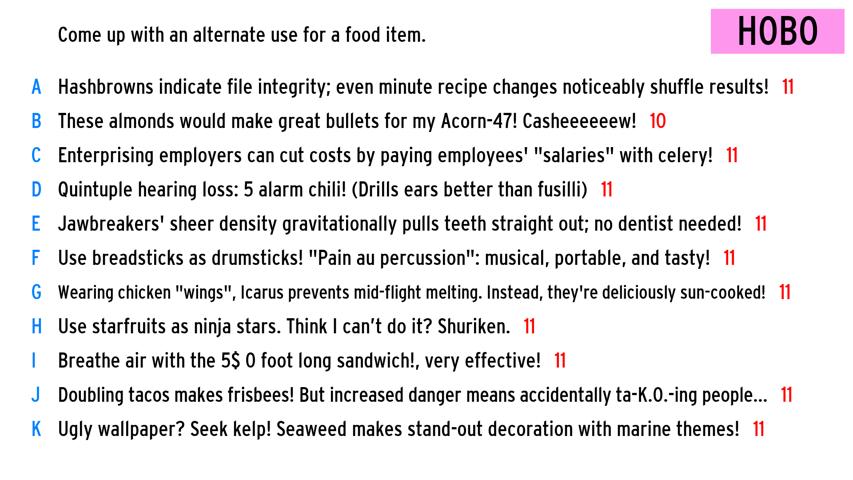 Come up with an alternate use for a food item.
HOBO
A Hashbrowns indicate file integrity; even minute recipe changes noticeably shuffle results! 11
B These almonds would make great bullets for my Acorn-47! Casheeeeeew! 10
C Enterprising employers can cut costs by paying employees' "salaries" with celery! 11
D Quintuple hearing loss: 5 alarm chili! (Drills ears better than fusilli) 11
E Jawbreakers' sheer density gravitationally pulls teeth straight out; no dentist needed! 11
F Use breadsticks as drumsticks! "Pain au percussion": musical, portable, and tasty! 11
G Wearing chicken "wings", Icarus prevents mid-flight melting. Instead, they're deliciously sun-cooked! 11
H Use starfruits as ninja stars. Think I can’t do it? Shuriken. 11
I Breathe air with the 5$ 0 foot long sandwich!, very effective! 11
J Doubling tacos makes frisbees! But increased danger means accidentally ta-K.O.-ing people... 11
K Ugly wallpaper? Seek kelp! Seaweed makes stand-out decoration with marine themes! 11